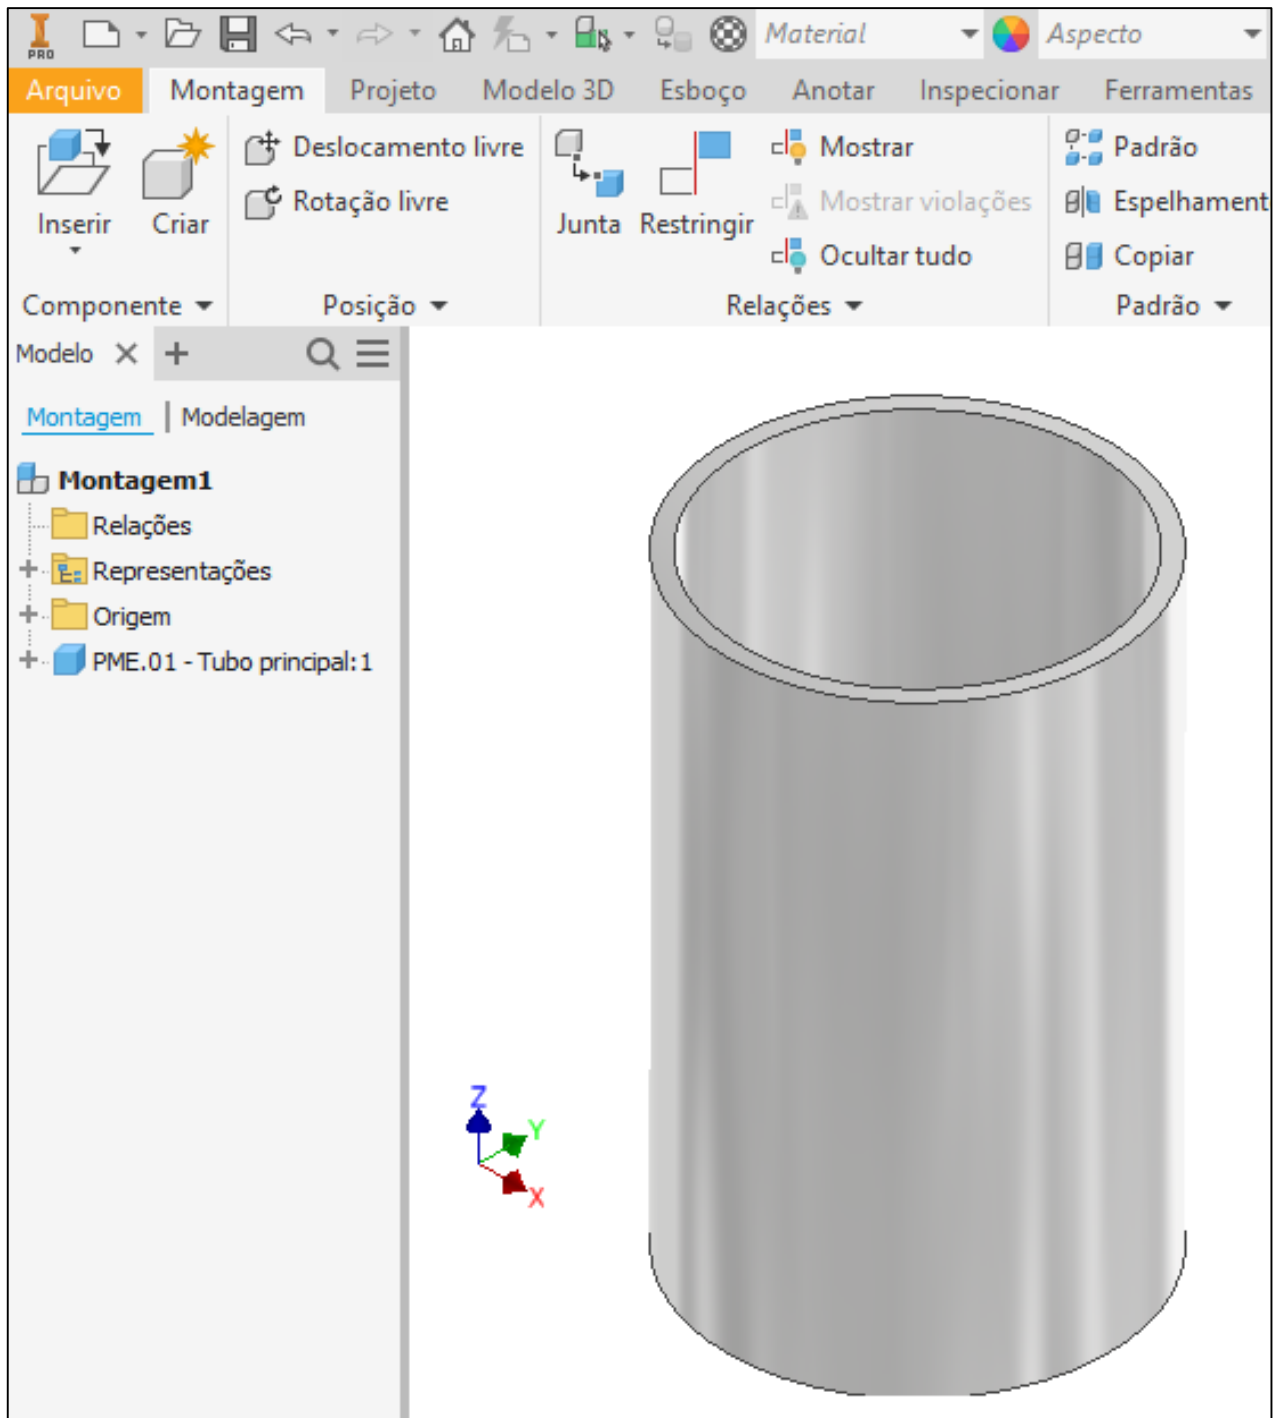 PRO Material Aspecto
Arquivo Montagem Projeto Modelo 3D Esboço Anotar Inspecionar Ferramentas
Deslocamento livre Mostrar Padrão
Rotação livre Mostrar violações Espelhament
Inserir Criar Junta Restringir
Ocultar tudo Copiar
Componente Posição Relações Padrão
Modelo
Montagem | Modelagem
Montagem1
Relações
Representações
Origem
PME.01 - Tubo principal:1
Z
Y
X